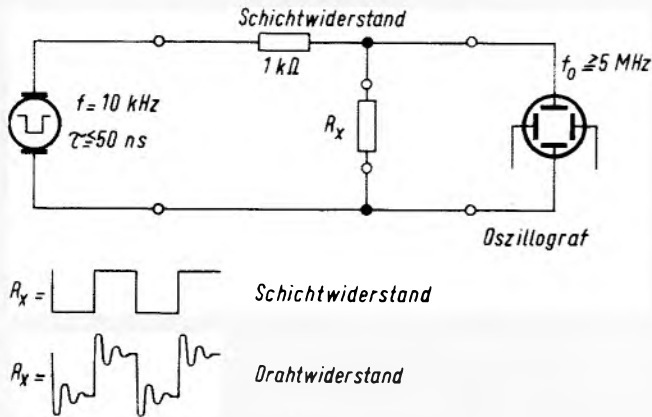 Schichtwiderstand
1 kΩ
f = 10 kHz
τ ≦ 50 ns
Rx
f0 ≧ 5 MHz
Oszillograf
Rx = Schichtwiderstand
Rx = Drahtwiderstand